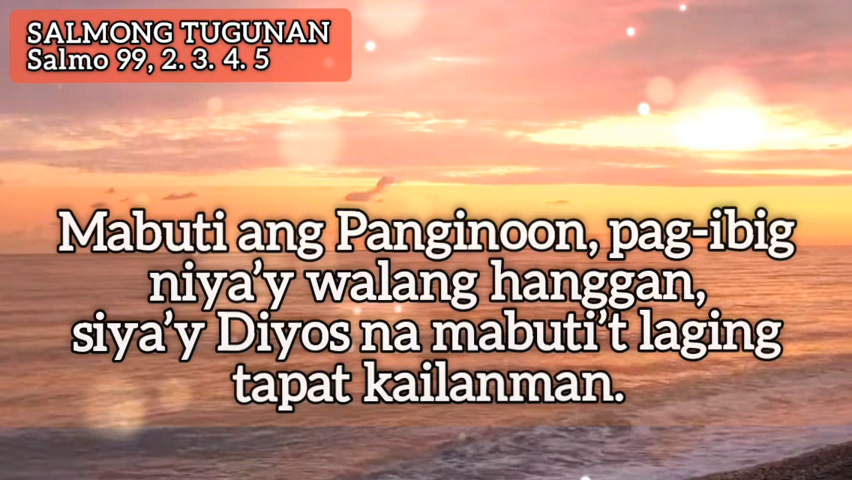 SALMONG TUGUNAN
Salmo 99, 2. 3. 4. 5
Mabuti ang Panginoon, pag-ibig
niya’y walang hanggan,
siya’y Diyos na mabuti’t laging
tapat kailanman.